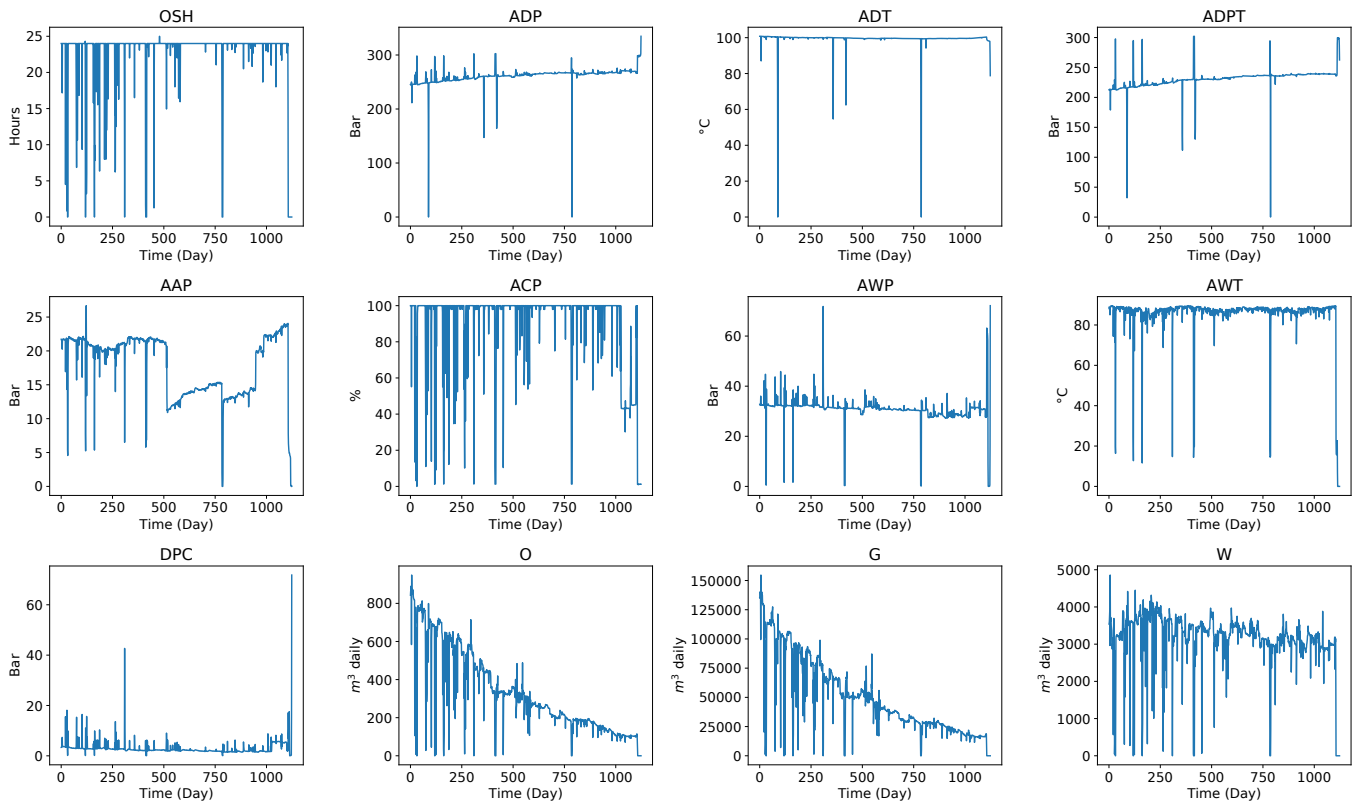 OSH
Hours
25
20
15
10
5
0
0 250 500 750 1000
Time (Day)
ADP
Bar
300
200
100
0
0 250 500 750 1000
Time (Day)
ADT
°C
100
80
60
40
20
0
0 250 500 750 1000
Time (Day)
ADPT
Bar
300
250
200
150
100
50
0
0 250 500 750 1000
Time (Day)
AAP
Bar
25
20
15
10
5
0
0 250 500 750 1000
Time (Day)
ACP
%
100
80
60
40
20
0
0 250 500 750 1000
Time (Day)
AWP
Bar
60
40
20
0
0 250 500 750 1000
Time (Day)
AWT
°C
80
60
40
20
0
0 250 500 750 1000
Time (Day)
DPC
Bar
60
40
20
0
0 250 500 750 1000
Time (Day)
O
m³ daily
800
600
400
200
0
0 250 500 750 1000
Time (Day)
G
m³ daily
150000
125000
100000
75000
50000
25000
0
0 250 500 750 1000
Time (Day)
W
m³ daily
5000
4000
3000
2000
1000
0
0 250 500 750 1000
Time (Day)